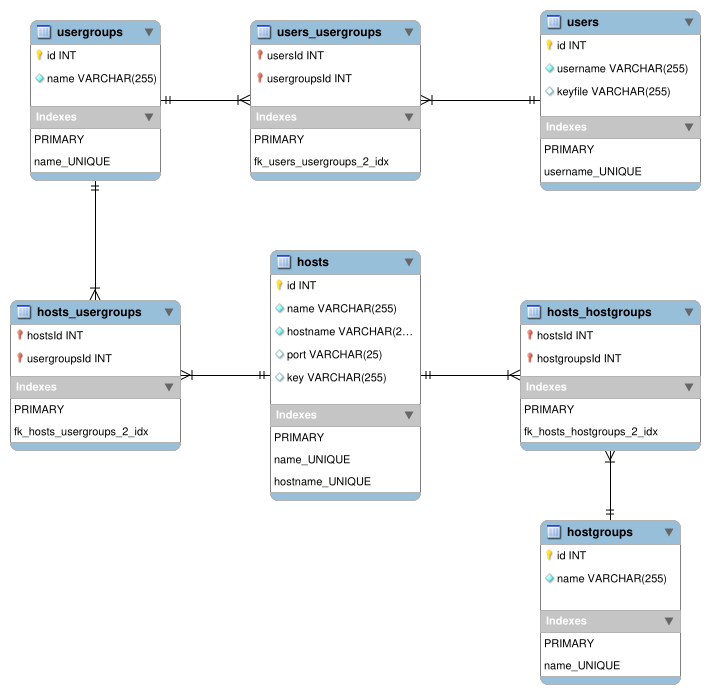 usergroups
id INT
name VARCHAR(255)
Indexes
PRIMARY
name_UNIQUE
users_usergroups
usersId INT
usergroupsId INT
Indexes
PRIMARY
fk_users_usergroups_2_idx
users
id INT
username VARCHAR(255)
keyfile VARCHAR(255)
Indexes
PRIMARY
username_UNIQUE
hosts_usergroups
hostsId INT
usergroupsId INT
Indexes
PRIMARY
fk_hosts_usergroups_2_idx
hosts
id INT
name VARCHAR(255)
hostname VARCHAR(2...
port VARCHAR(25)
key VARCHAR(255)
Indexes
PRIMARY
name_UNIQUE
hostname_UNIQUE
hosts_hostgroups
hostsId INT
hostgroupsId INT
Indexes
PRIMARY
fk_hosts_hostgroups_2_idx
hostgroups
id INT
name VARCHAR(255)
Indexes
PRIMARY
name_UNIQUE